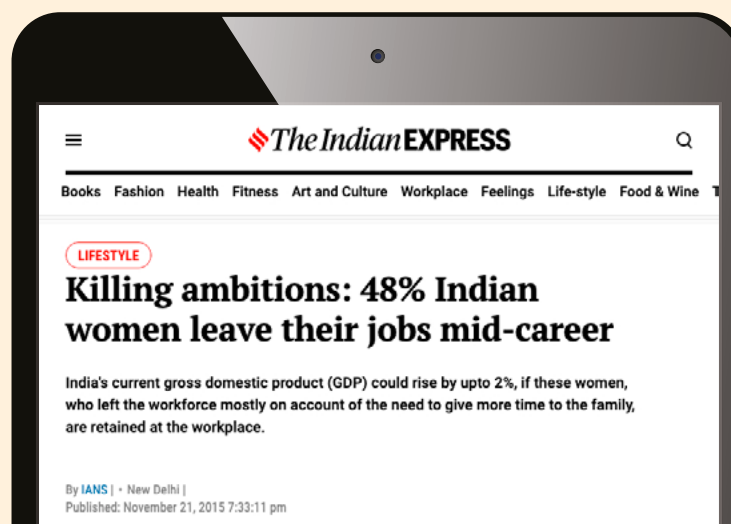 The Indian EXPRESS
Books Fashion Health Fitness Art and Culture Workplace Feelings Life-style Food & Wine
LIFESTYLE
Killing ambitions: 48% Indian
women leave their jobs mid-career
India's current gross domestic product (GDP) could rise by upto 2%, if these women,
who left the workforce mostly on account of the need to give more time to the family,
are retained at the workplace.
By IANS | • New Delhi |
Published: November 21, 2015 7:33:11 pm